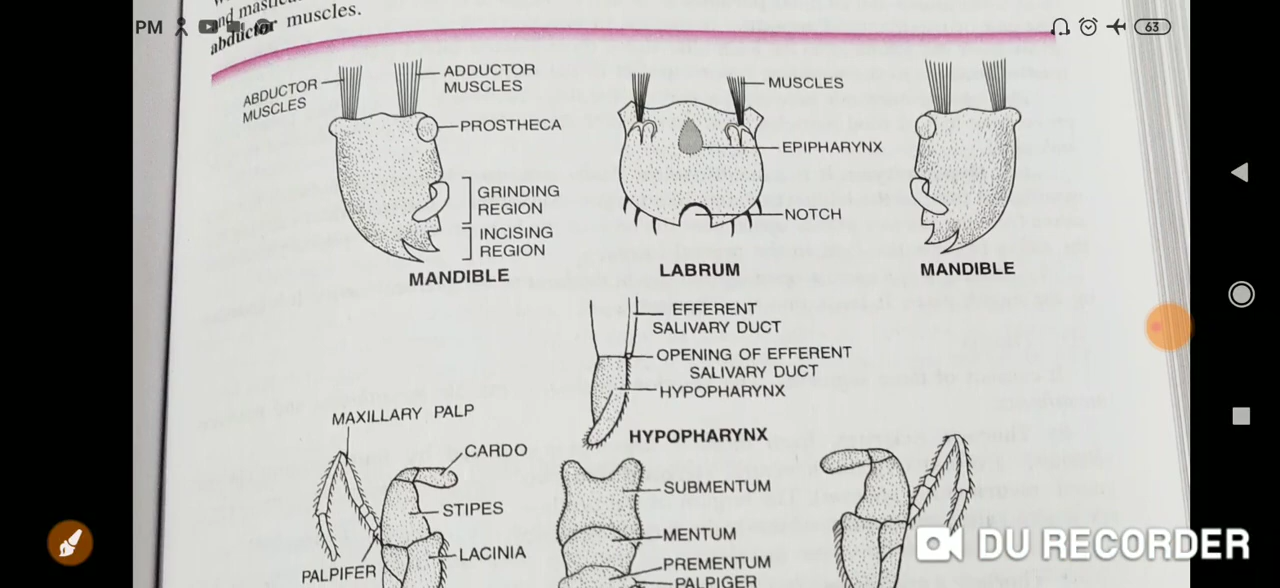 and
abductor muscles.
PM
63
ABDUCTOR
MUSCLES
ADDUCTOR
MUSCLES
PROSTHECA
GRINDING
REGION
INCISING
REGION
MANDIBLE
MUSCLES
EPIPHARYNX
NOTCH
LABRUM
MANDIBLE
EFFERENT
SALIVARY DUCT
OPENING OF EFFERENT
SALIVARY DUCT
HYPOPHARYNX
HYPOPHARYNX
MAXILLARY PALP
CARDO
STIPES
LACINIA
PALPIFER
SUBMENTUM
MENTUM
PREMENTUM
PALPIGER
DU RECORDER